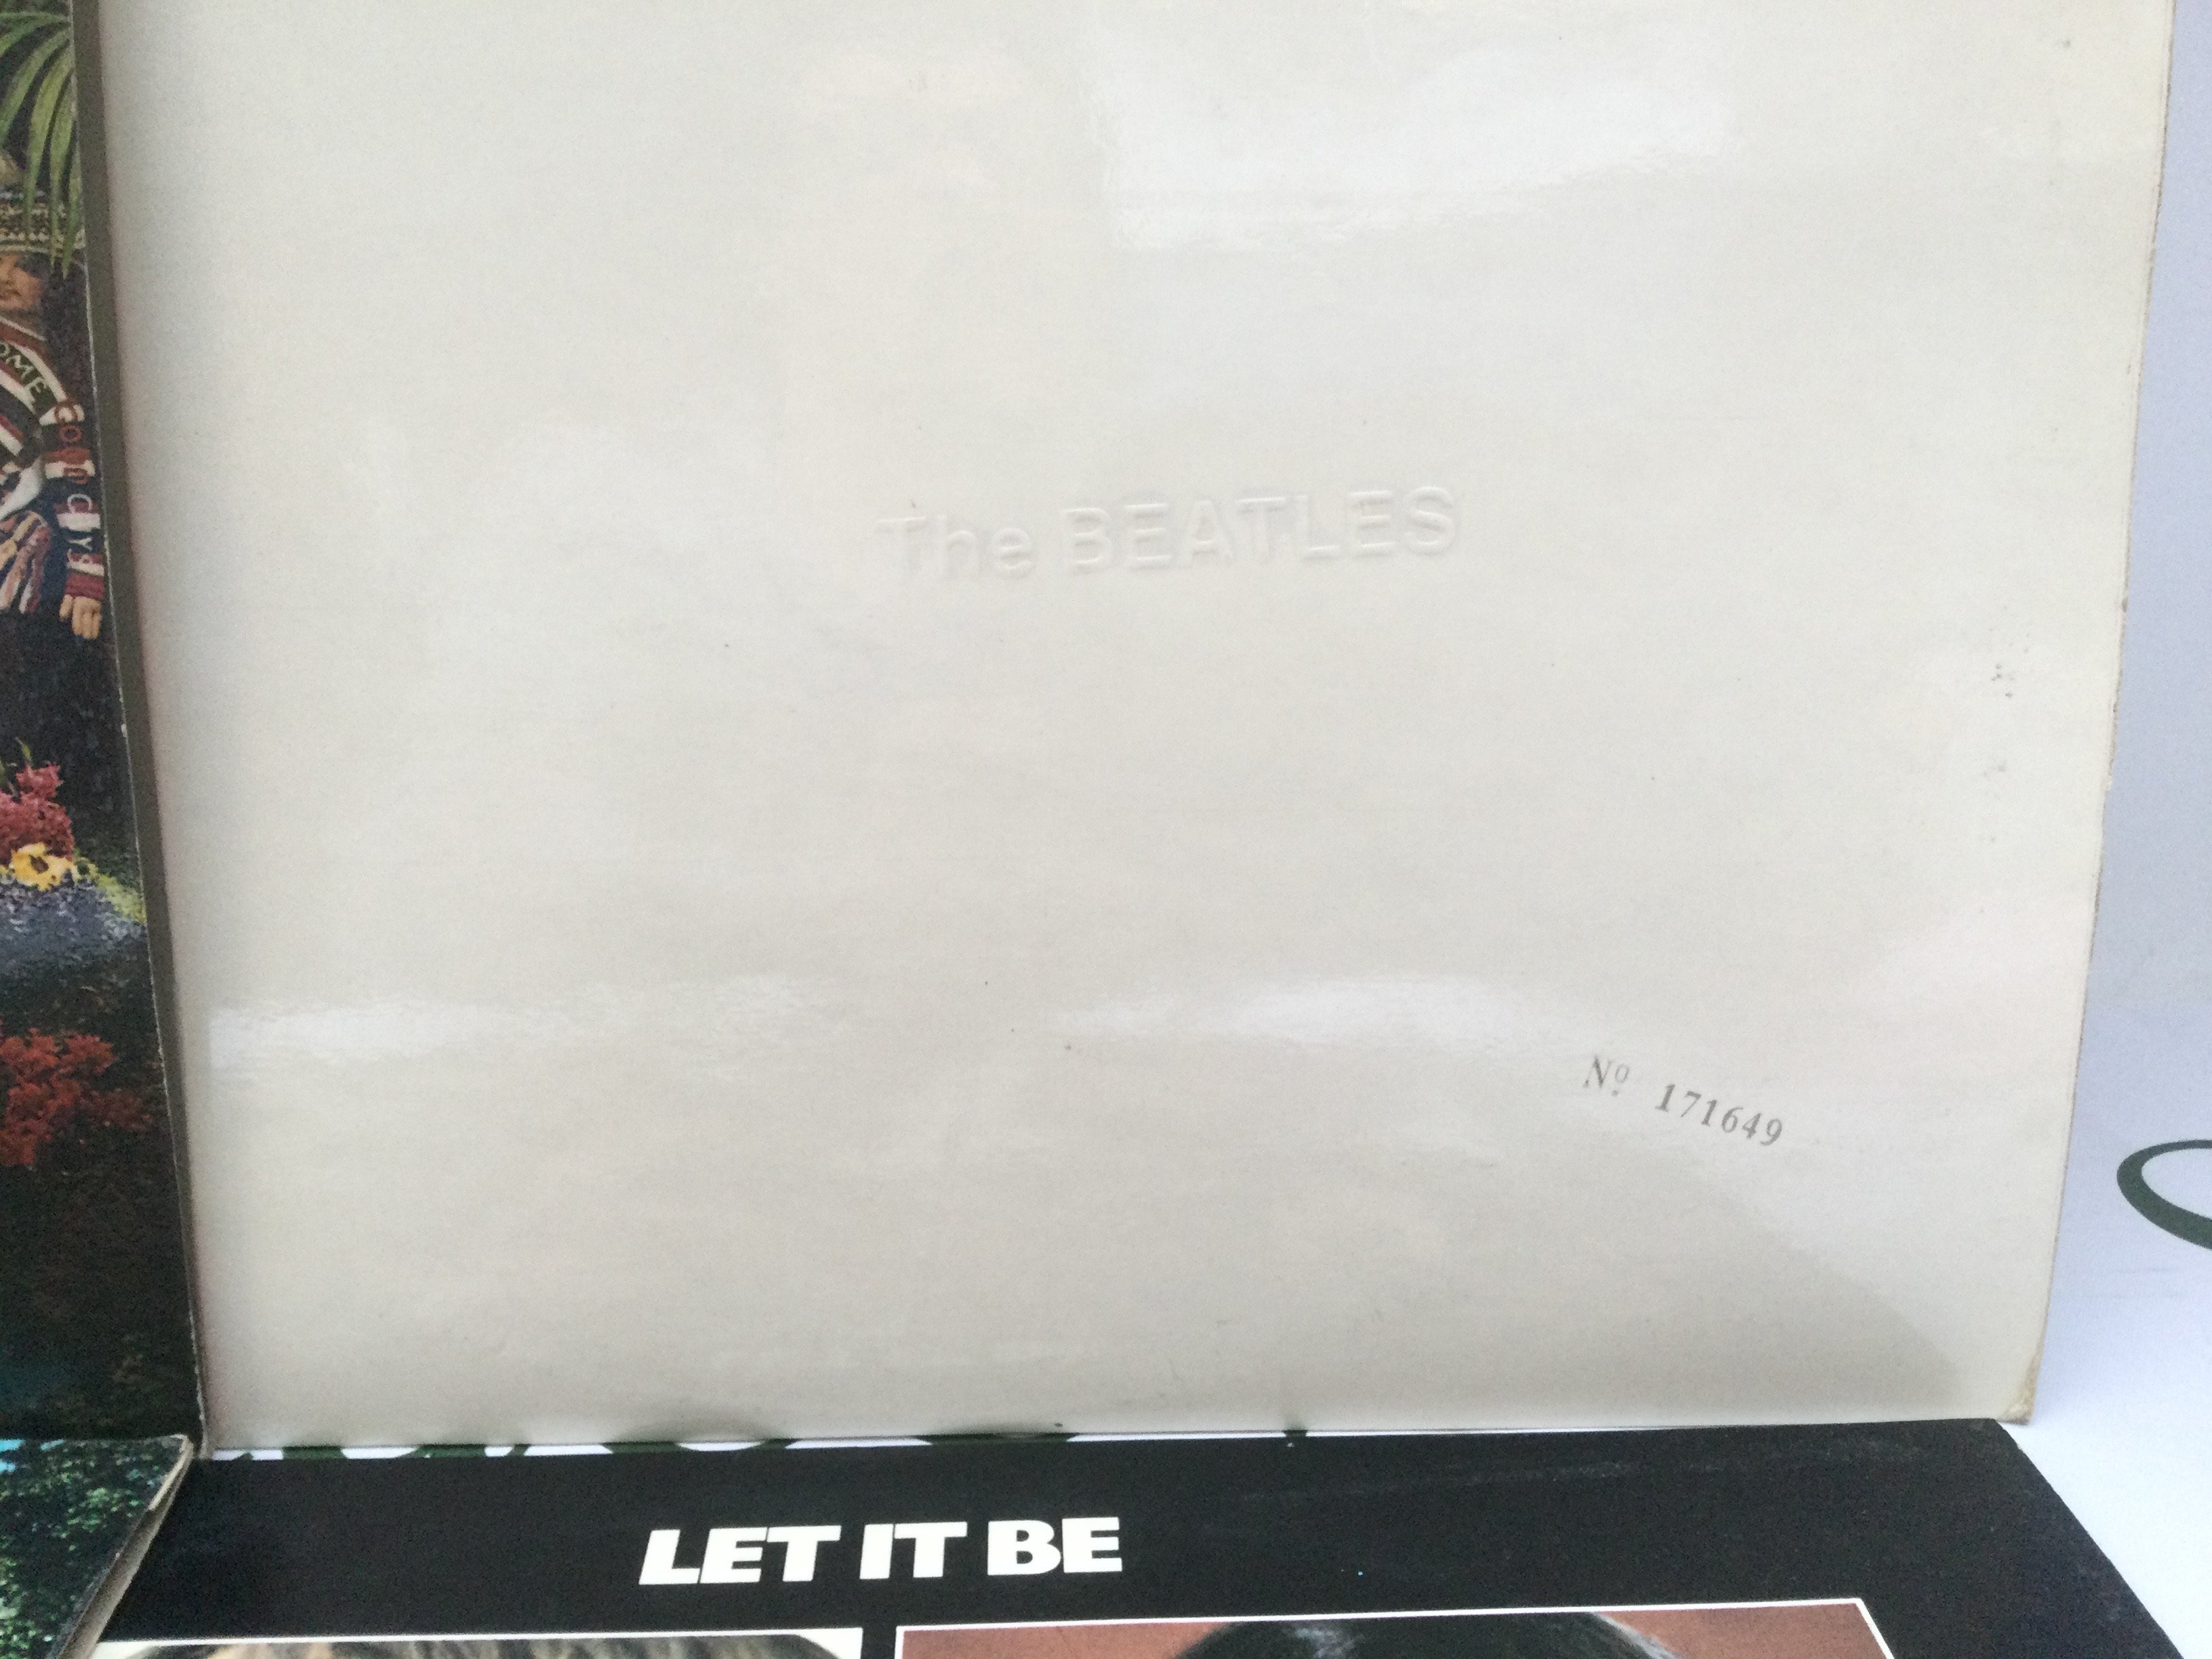 The BEATLES
Nº 171649
LET IT BE